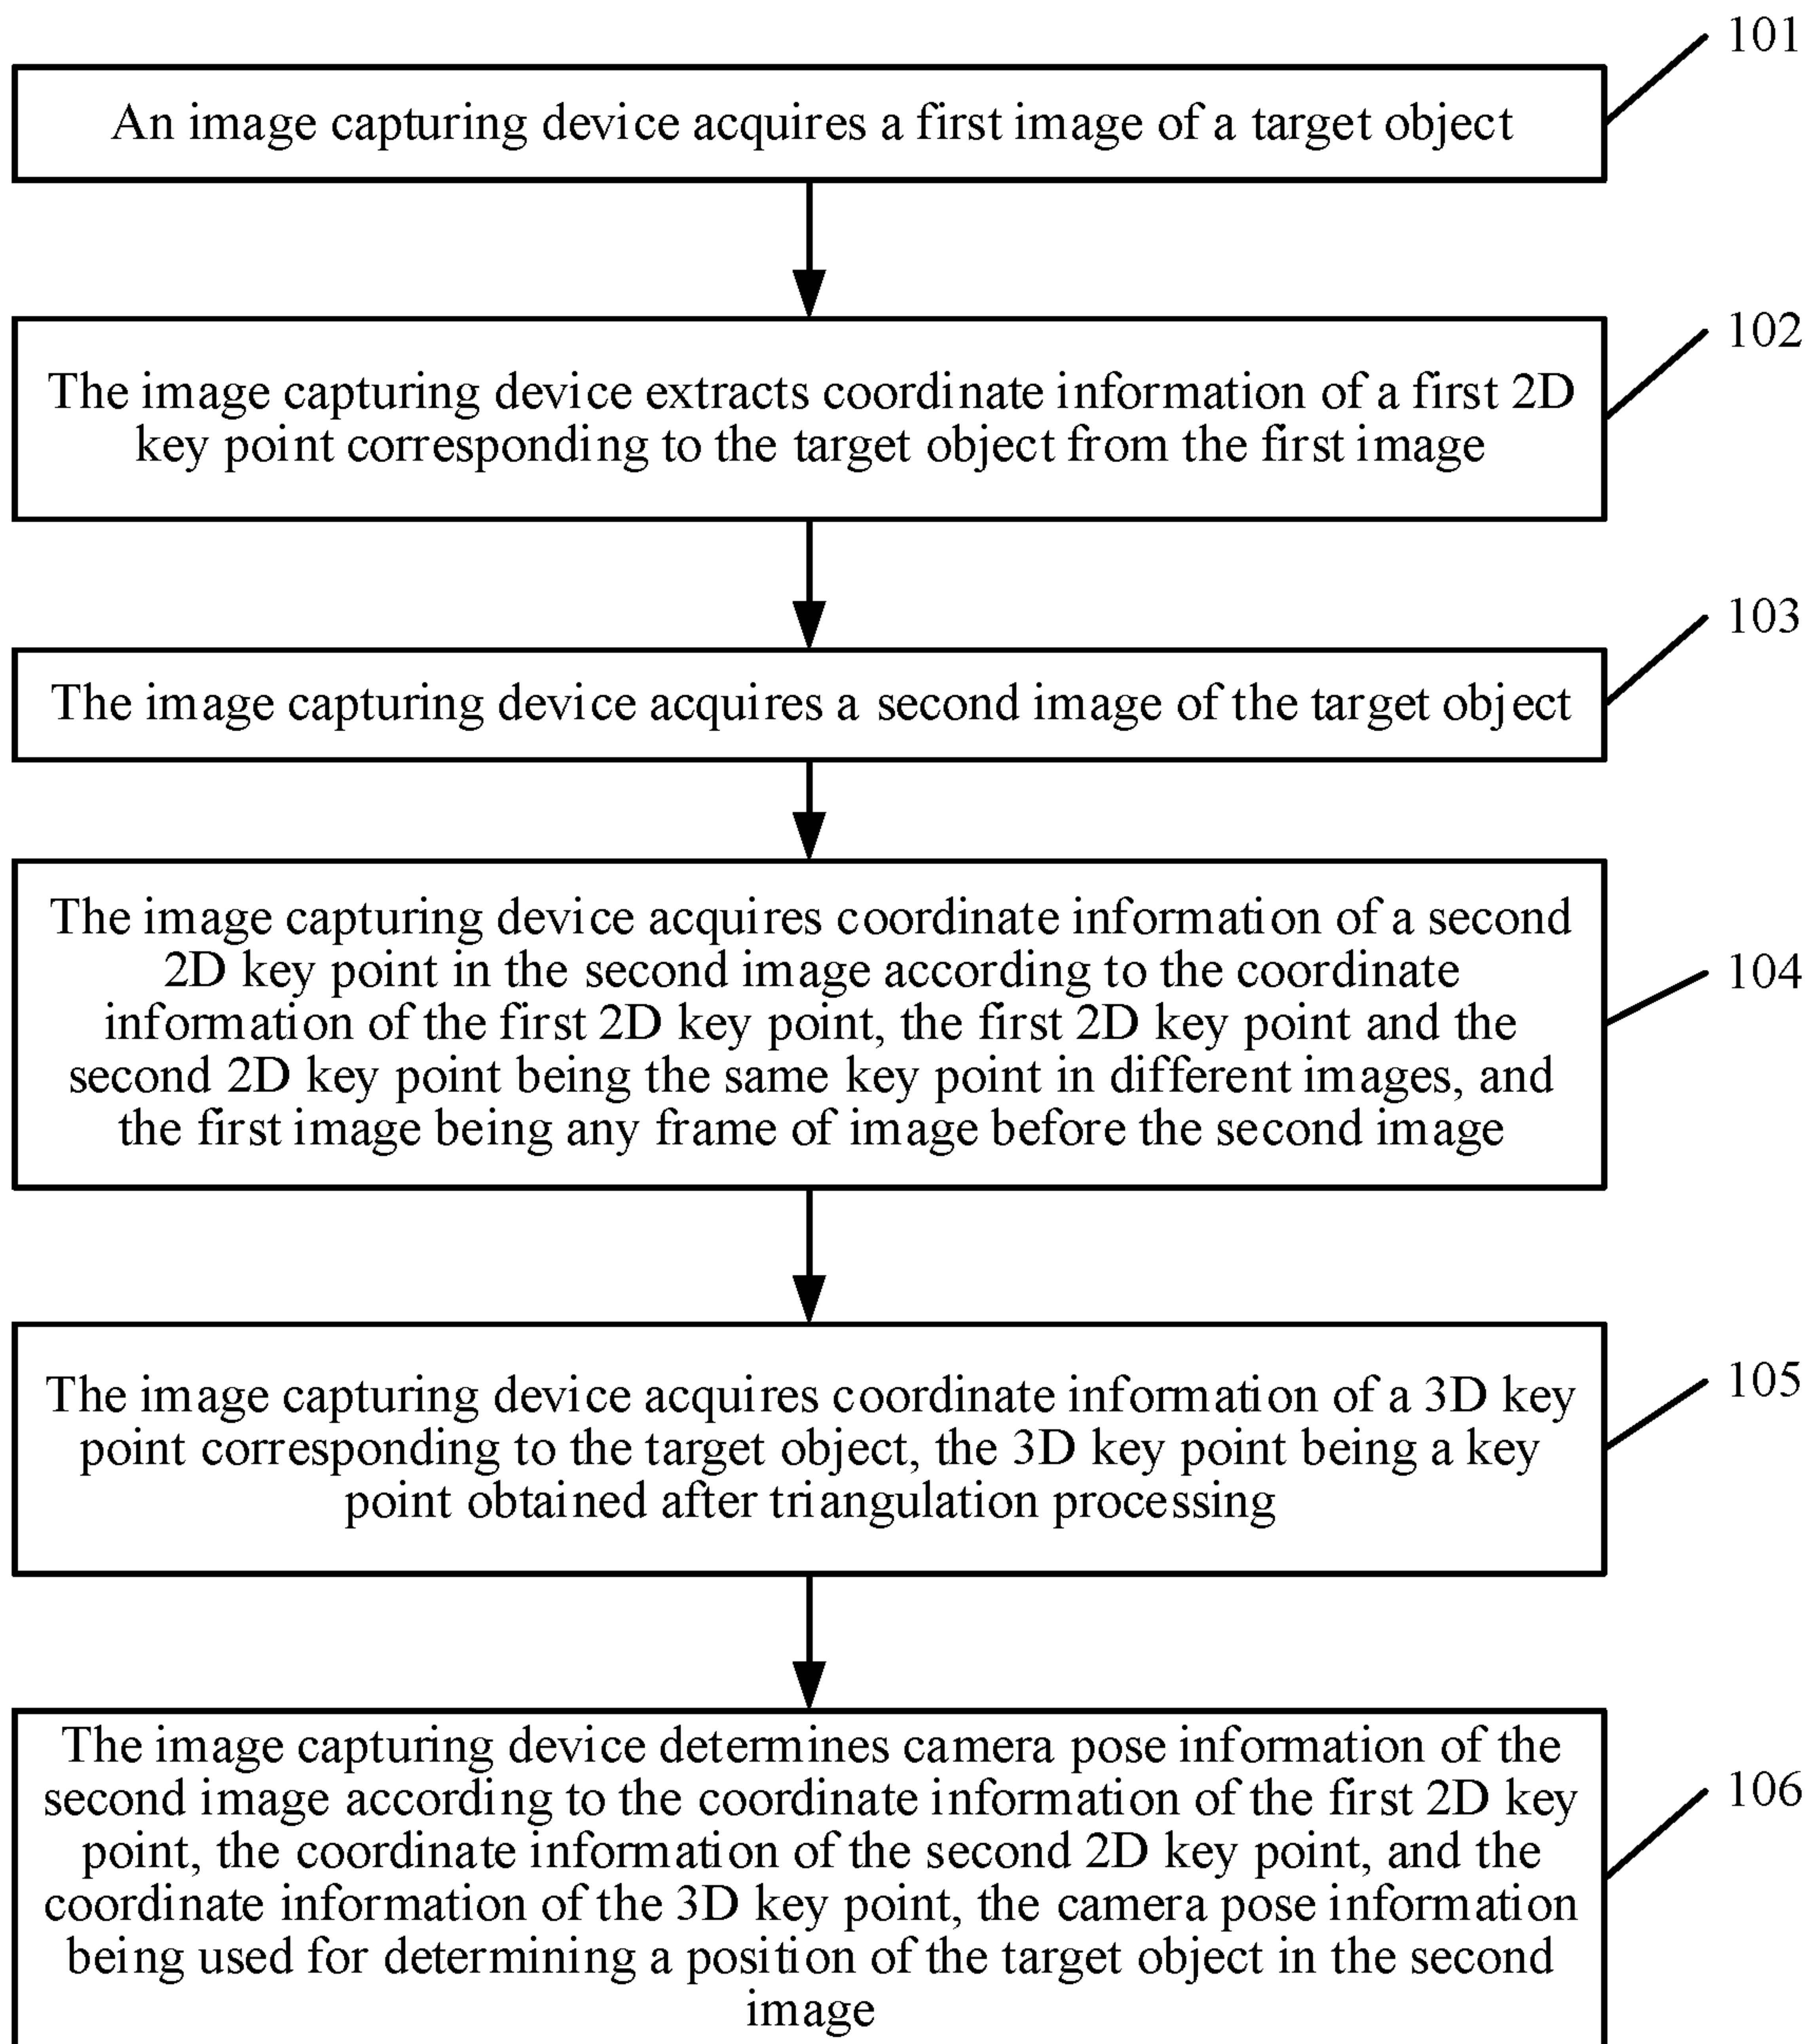 101
An image capturing device acquires a first image of a target object
102
The image capturing device extracts coordinate information of a first 2D
key point corresponding to the target object from the first image
103
The image capturing device acquires a second image of the target object
The image capturing device acquires coordinate information of a second
2D key point in the second image according to the coordinate
104
information of the first 2D key point, the first 2D key point and the
second 2D key point being the same key point in different images, and
the first image being any frame of image before the second image
105
The image capturing device acquires coordinate information of a 3D key
point corresponding to the target object, the 3D key point being a key
point obtained after triangulation processing
The image capturing device determines camera pose information of the
106
second image according to the coordinate information of the first 2D key
point, the coordinate information of the second 2D key point, and the
coordinate information of the 3D key point, the camera pose information
being used for determining a position of the target object in the second
image